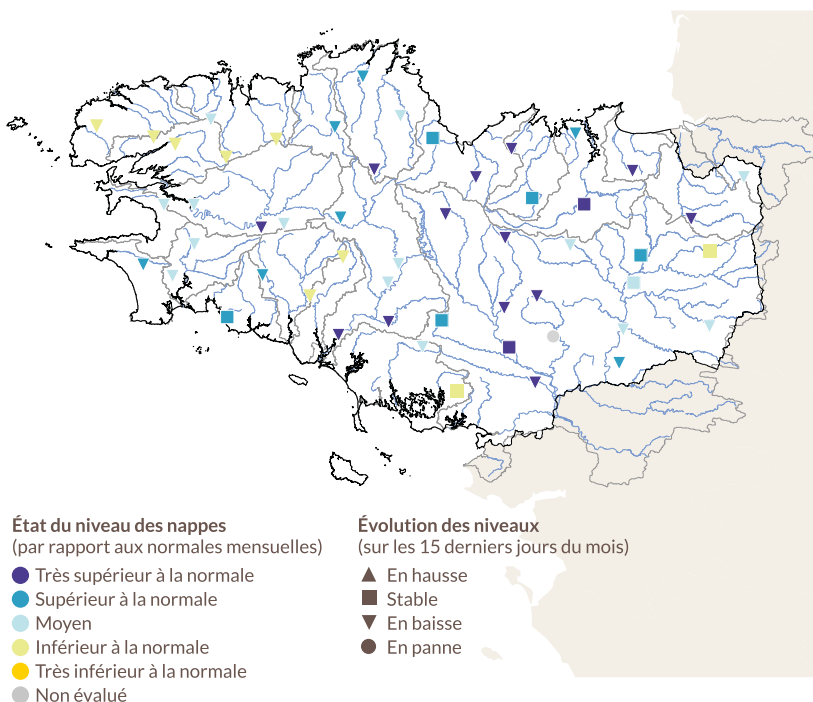 État du niveau des nappes
(par rapport aux normales mensuelles)
Très supérieur à la normale
Supérieur à la normale
Moyen
Inférieur à la normale
Très inférieur à la normale
Non évalué
Évolution des niveaux
(sur les 15 derniers jours du mois)
En hausse
Stable
En baisse
En panne